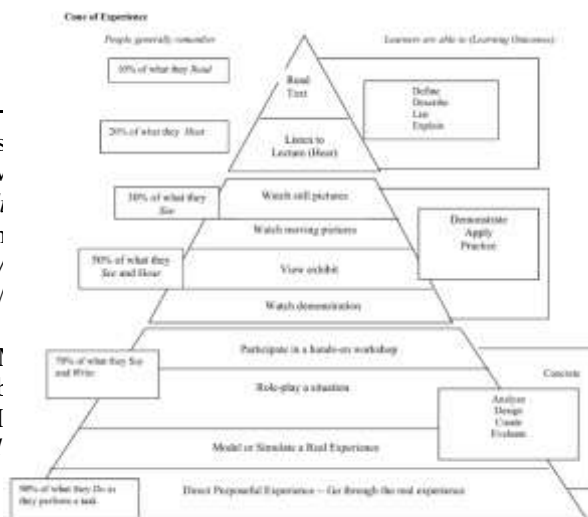 Cone of Experience
People generally remember
Learners are able to (Learning Outcomes)
10% of what they Read
Read
Text
Define
Describe
List
Explain
20% of what they Hear
Listen to
Lecture (Hear)
30% of what they
See
Watch still pictures
Watch moving pictures
Demonstrate
Apply
Practice
50% of what they
See and Hear
View exhibit
Watch demonstration
70% of what they Say
and Write
Participate in a hands-on workshop
Role-play a situation
Concrete
Analyse
Design
Create
Evaluate
Model or Simulate a Real Experience
90% of what they Do as
they perform a task
Direct Purposeful Experience -- Go through the real experience